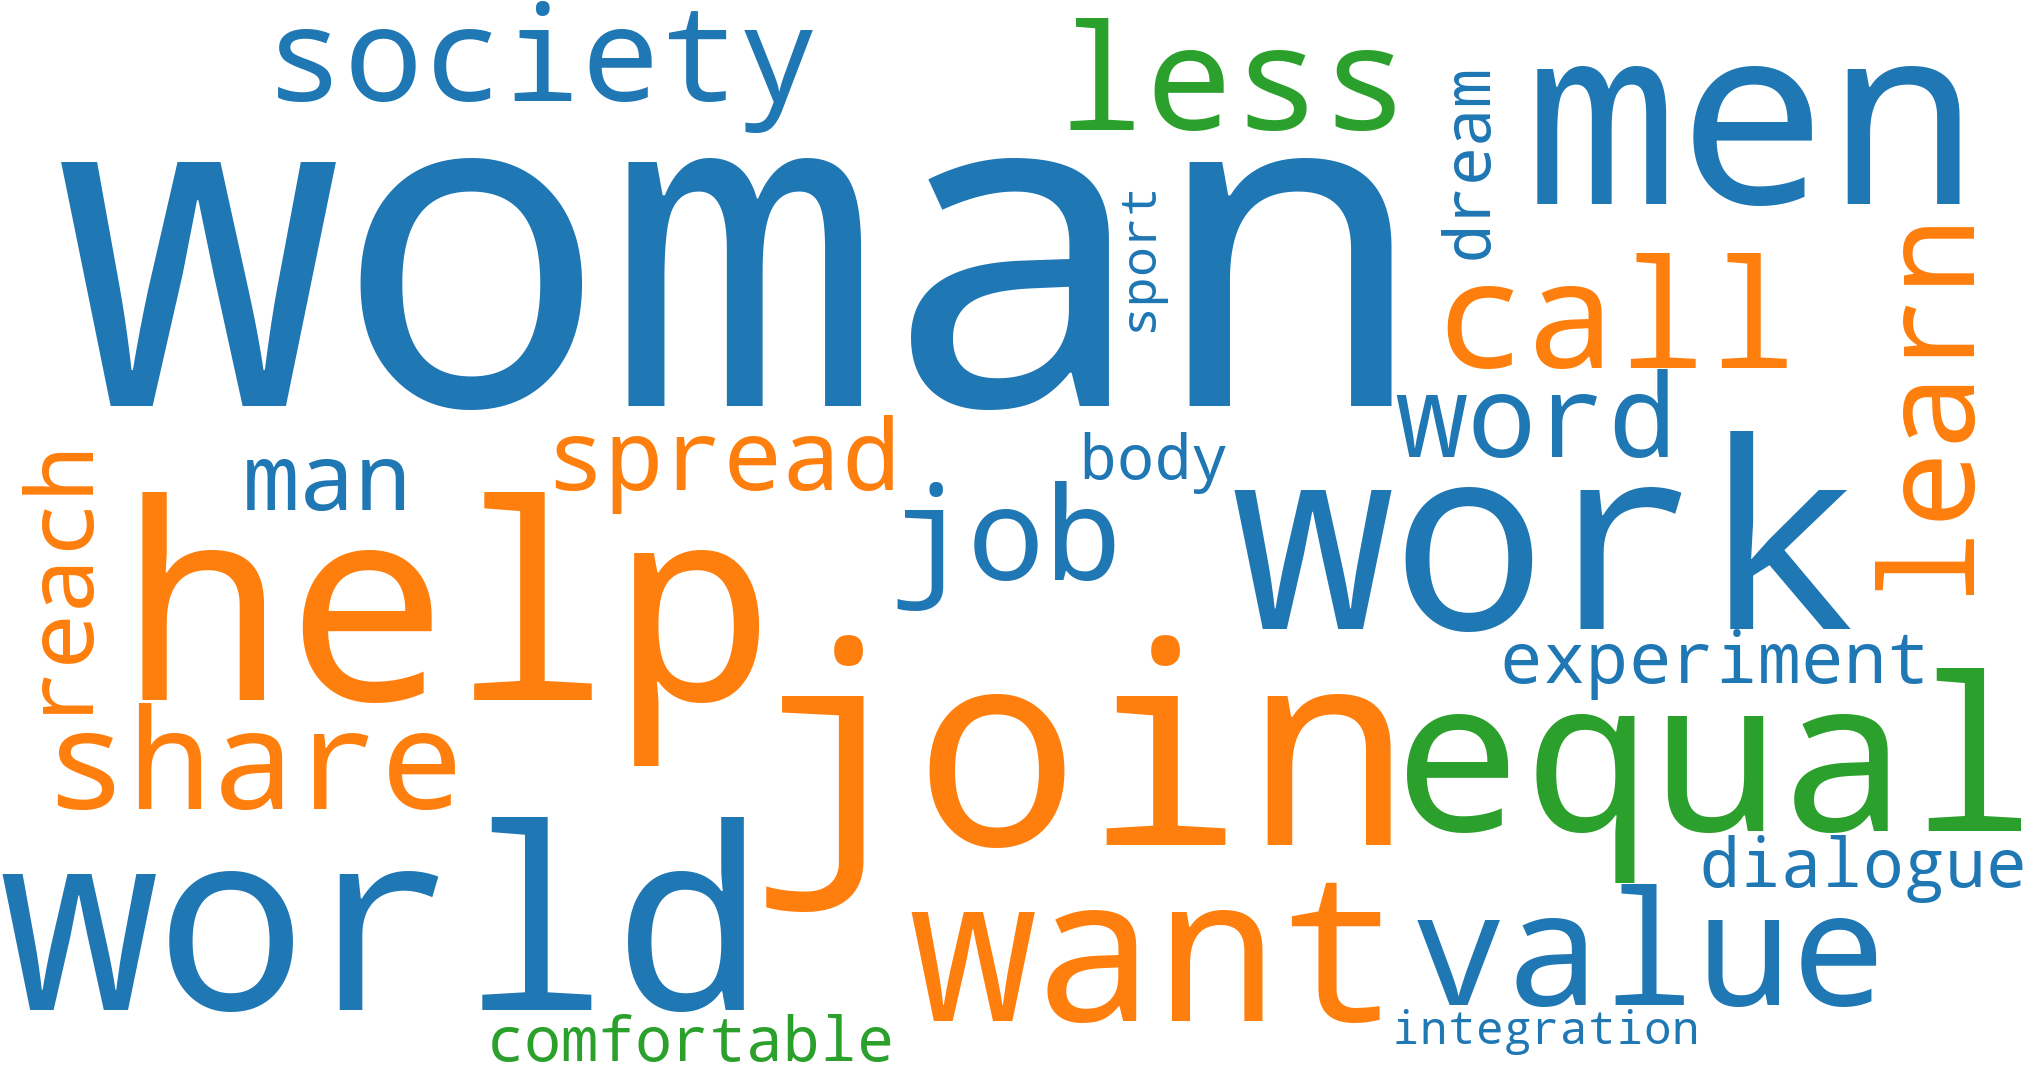 society
less
men
dream
woman
sport
call
learn
word
spread
man
body
work
reach
help
job
join
experiment
equal
share
world
dialogue
want
value
comfortable
integration